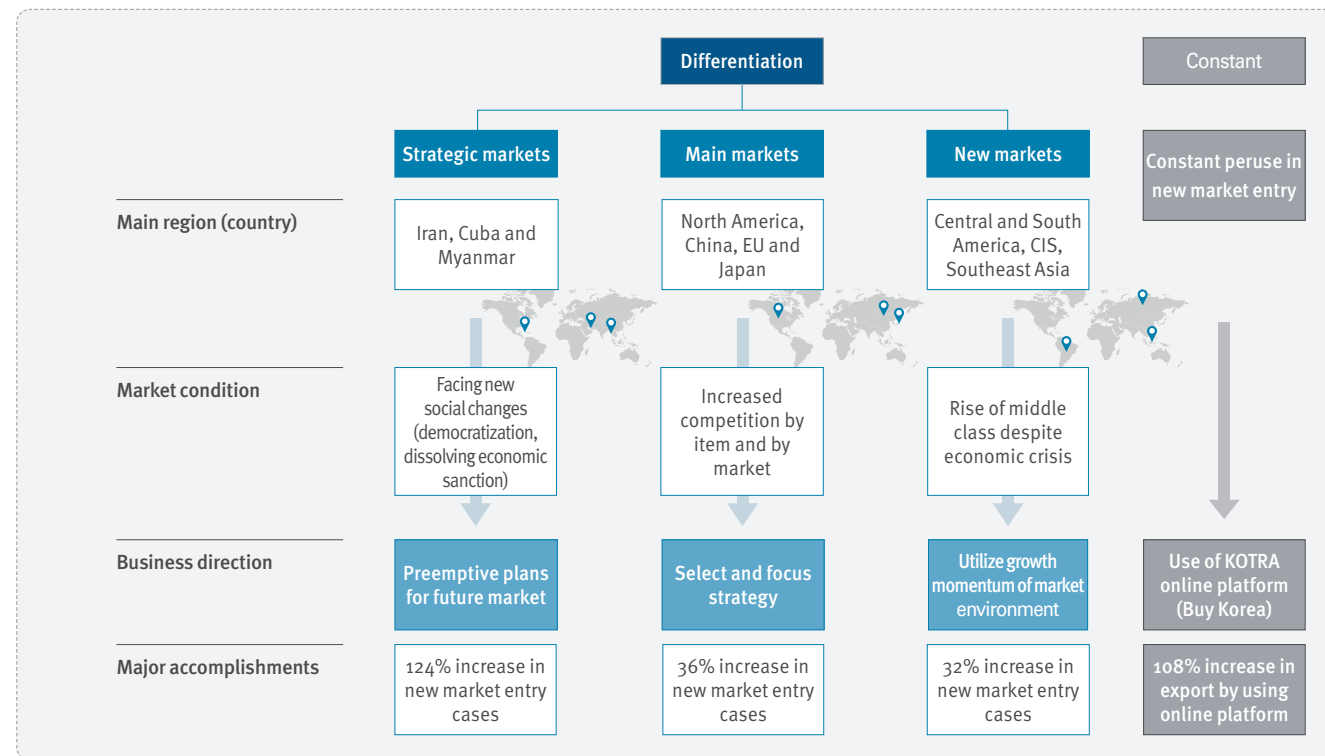 Differentiation
Constant
Strategic markets
Main markets
New markets
Constant peruse in
new market entry
Main region (country)
Iran, Cuba and
Myanmar
North America,
China, EU and
Japan
Central and South
America, CIS,
Southeast Asia
Market condition
Facing new
social changes
(democratization,
dissolving economic
sanction)
Increased
competition by
item and by
market
Rise of middle
class despite
economic crisis
Business direction
Preemptive plans
for future market
Select and focus
strategy
Utilize growth
momentum of market
environment
Use of KOTRA
online platform
(Buy Korea)
Major accomplishments
124% increase in
new market entry
cases
36% increase in
new market entry
cases
32% increase in
new market entry
cases
108% increase in
export by using
online platform